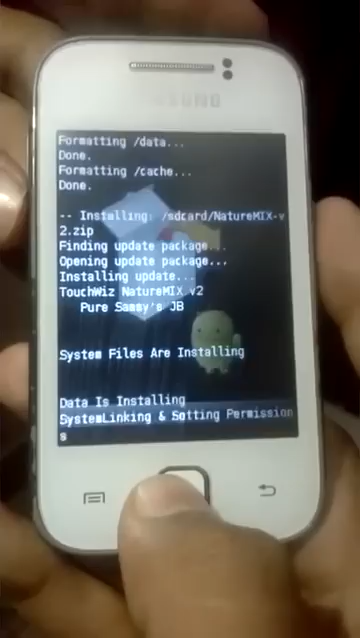 SAMSUNG
Formatting /data...
Done.
Formatting /cache...
Done.
-- Installing: /sdcard/NatureMIX-v
2.zip
Finding update package...
Opening update package...
Installing update...
TouchWiz NatureMIX v2
Pure Sammy's JB
System Files Are Installing
Data Is Installing
SystemLinking & Setting Permission
s